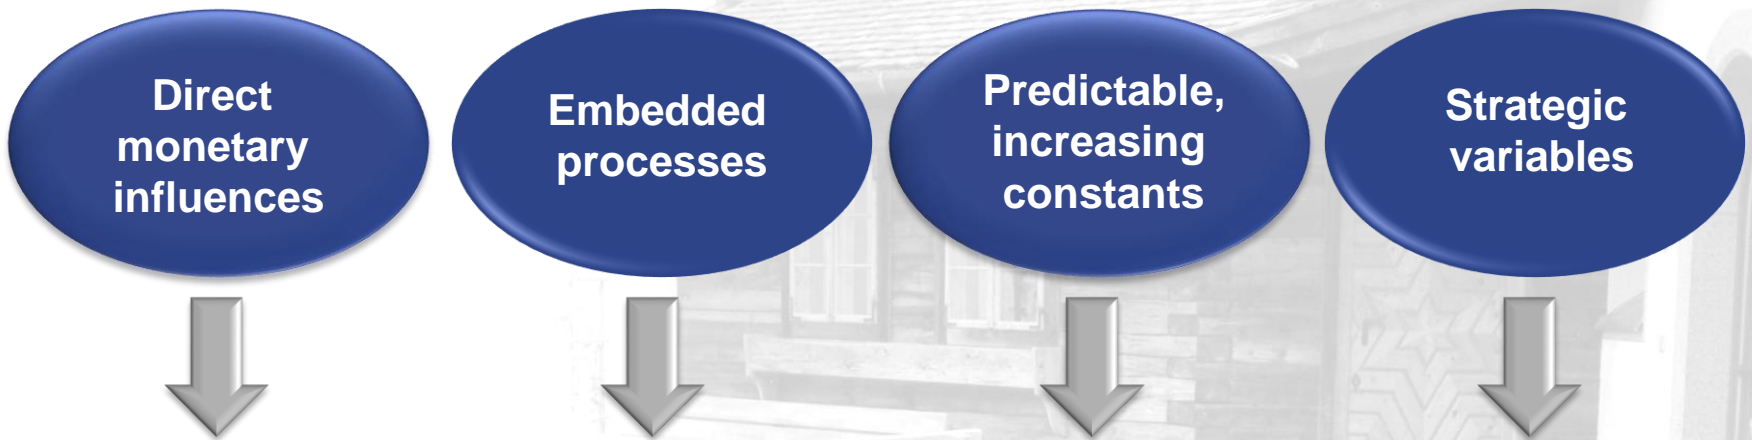 Direct
monetary
influences
Embedded
processes
Predictable,
increasing
constants
Strategic
variables